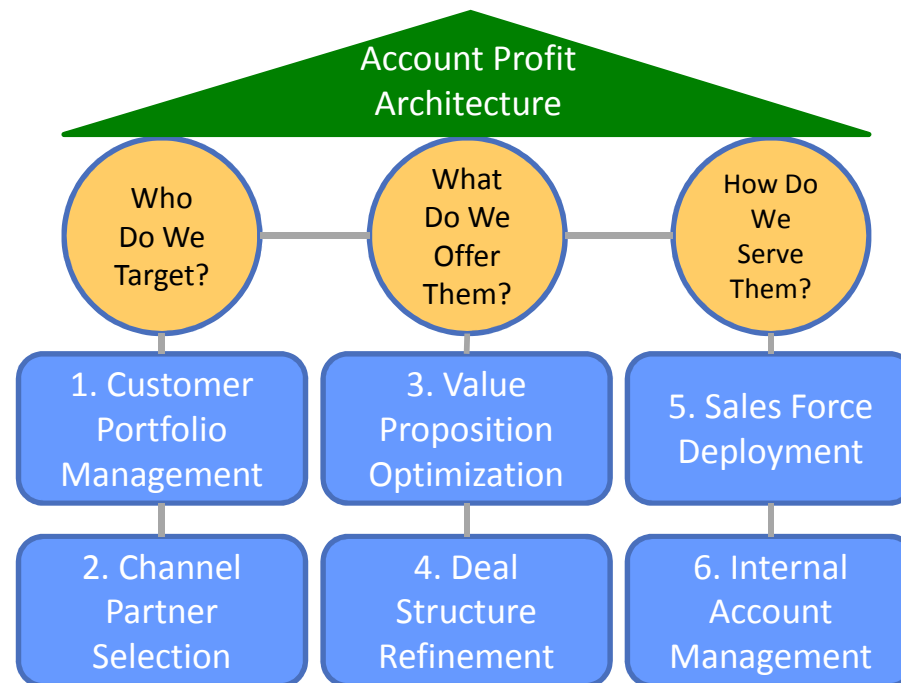 Account Profit
Architecture
Who
Do We
Target?
What
Do We
Offer
Them?
How Do
We
Serve
Them?
1. Customer
Portfolio
Management
3. Value
Proposition
Optimization
5. Sales Force
Deployment
2. Channel
Partner
Selection
4. Deal
Structure
Refinement
6. Internal
Account
Management